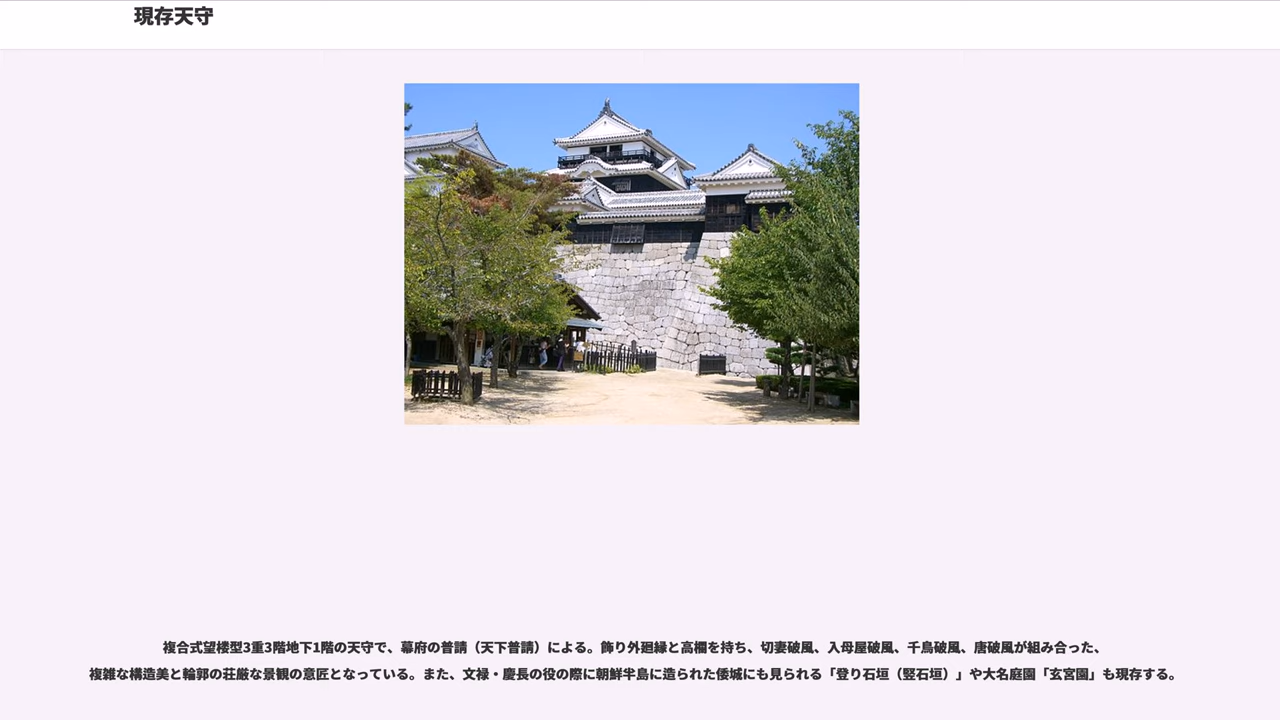 現存天守
複合式望楼型3重3階地下1階の天守で、幕府の普請（天下普請）による。飾り外廻縁と高欄を持ち、切妻破風、入母屋破風、千鳥破風、唐破風が組み合った、
複雑な構造美と輪郭の荘厳な景観の意匠となっている。また、文禄・慶長の役の際に朝鮮半島に造られた倭城にも見られる「登り石垣（竪石垣）」や大名庭園「玄宮園」も現存する。